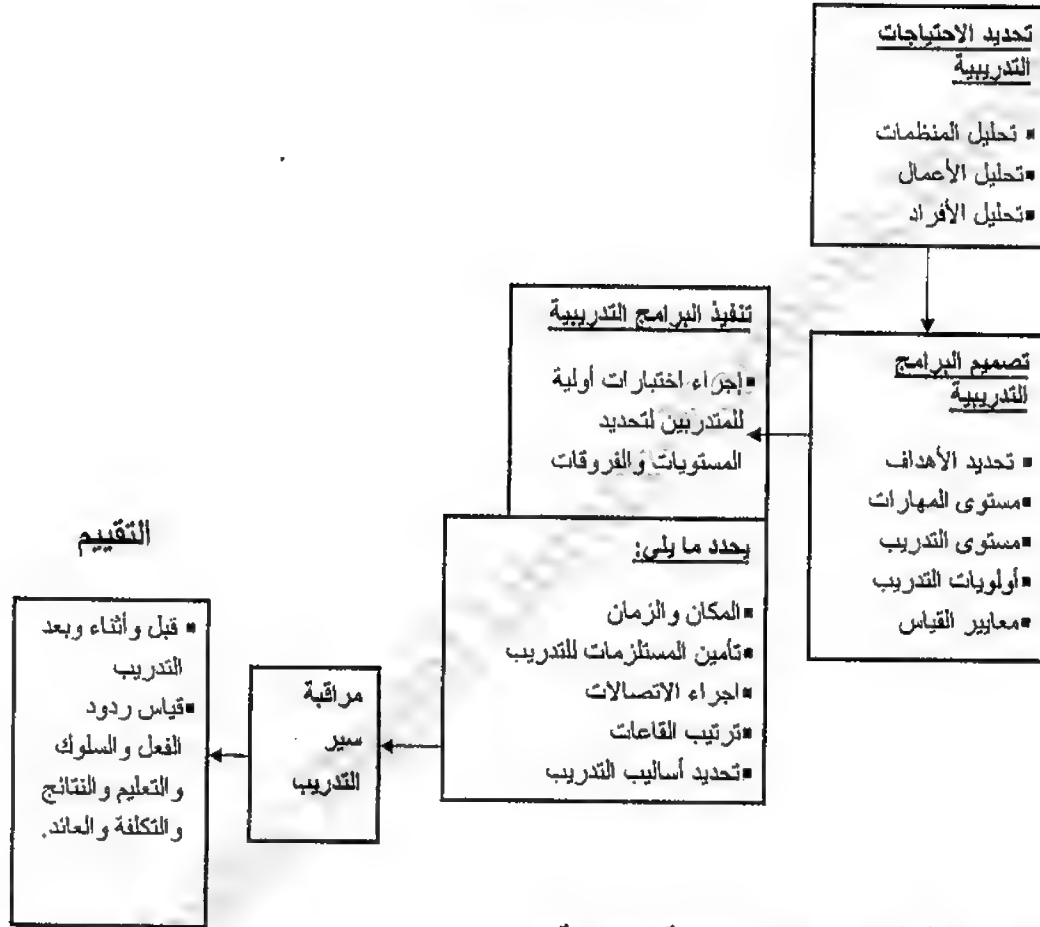 تحديد الاحتياجات
التدريبية
▪ تحليل المنظمات
▪تحليل الأعمال
▪تحليل الأفراد
تصميم البرامج
التدريبية
▪ تحديد الأهداف
▪مستوى المهارات
▪مستوى التدريب
▪أولويات التدريب
▪معايير القياس
تنفيذ البرامج التدريبية
▪إجراء اختبارات أولية
للمتدربين لتحديد
المستويات والفروقات
يحدد ما يلي:
▪المكان والزمان
▪تأمين المستلزمات للتدريب
▪اجراء الاتصالات
▪ترتيب القاعات
▪تحديد أساليب التدريب
مراقبة
سير
التدريب
التقييم
▪ قبل وأثناء وبعد
التدريب
▪قياس ردود
الفعل والسلوك
والتعليم والنتائج
والتكلفة والعائد.